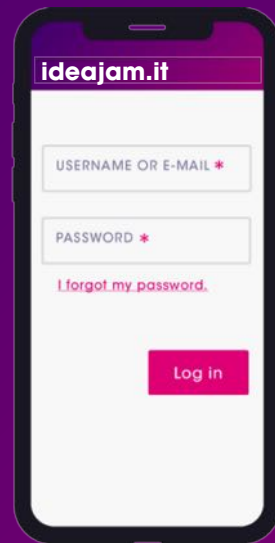 ideajam.it
USERNAME OR E-MAIL *
PASSWORD *
I forgot my password.
Log in